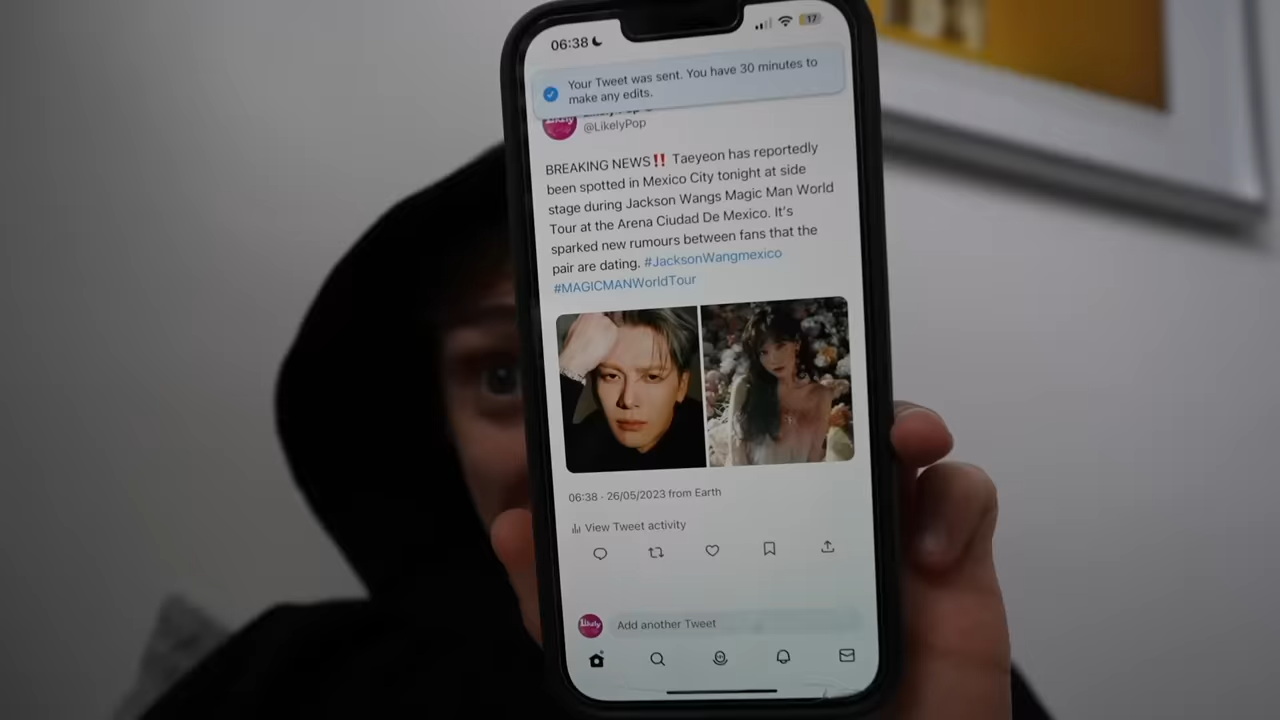 06:38
17
Your Tweet was sent. You have 30 minutes to
make any edits.
Likely
@LikelyPop
BREAKING NEWS‼️ Taeyeon has reportedly
been spotted in Mexico City tonight at side
stage during Jackson Wangs Magic Man World
Tour at the Arena Ciudad De Mexico. It's
sparked new rumours between fans that the
pair are dating. #JacksonWangmexico
#MAGICMANWorldTour
06:38 · 26/05/2023 from Earth
View Tweet activity
Likely
Add another Tweet